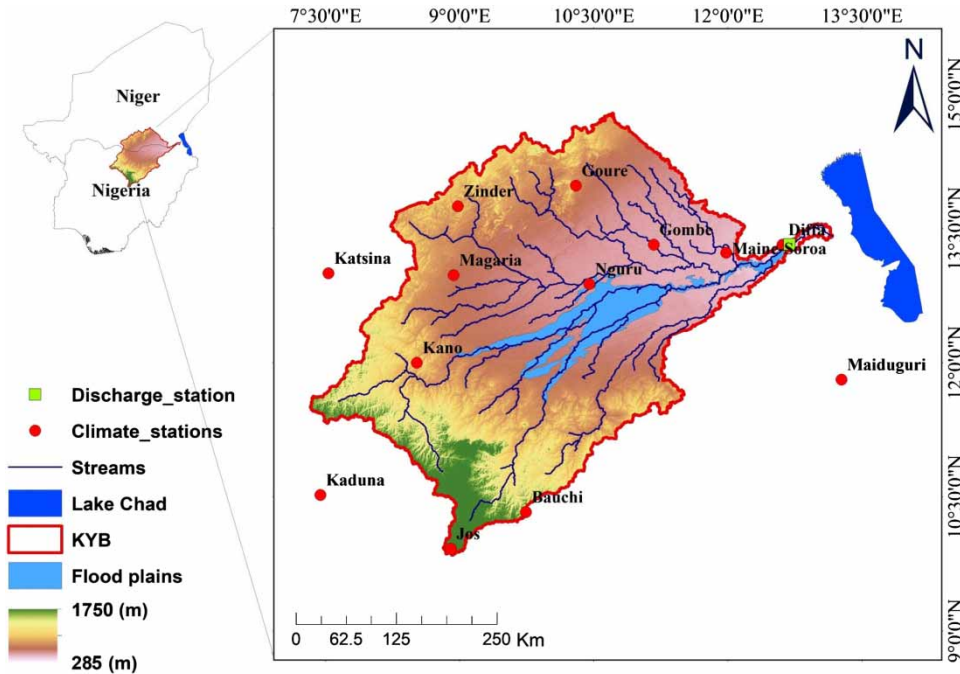 7°30'0"E 9°0'0"E 10°30'0"E 12°0'0"E 13°30'0"E
N
15°0'0"N
13°30'0"N
12°0'0"N
10°30'0"N
9°0'0"N
Niger
Nigeria
Goure
Zinder
Gombe
Diffa
Maine-Soroa
Katsina
Magaria
Nguru
Kano
Maiduguri
Kaduna
Bauchi
Jos
Discharge_station
Climate_stations
Streams
Lake Chad
KYB
Flood plains
1750 (m)
285 (m)
0 62.5 125 250 Km